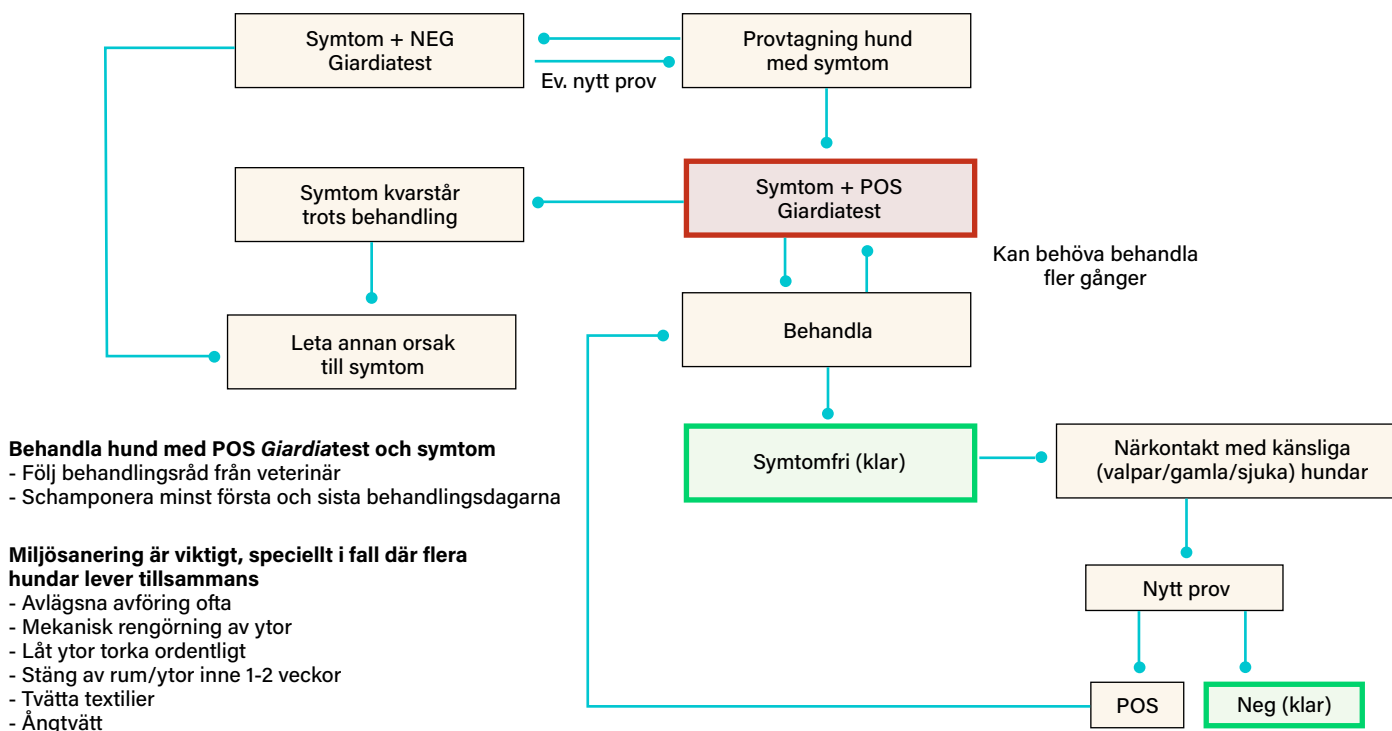 Symtom + NEG
Giardiatest
Provtagning hund
med symtom
Ev. nytt prov
Symtom kvarstår
trots behandling
Symtom + POS
Giardiatest
Kan behöva behandla
fler gånger
Leta annan orsak
till symtom
Behandla
Symtomfri (klar)
Närkontakt med känsliga
(valpar/gamla/sjuka) hundar
Nytt prov
POS
Neg (klar)
Behandla hund med POS Giardiatest och symtom
- Följ behandlingsråd från veterinär
- Schamponera minst första och sista behandlingsdagarna
Miljösanering är viktigt, speciellt i fall där flera
hundar lever tillsammans
- Avlägsna avföring ofta
- Mekanisk rengörning av ytor
- Låt ytor torka ordentligt
- Stäng av rum/ytor inne 1-2 veckor
- Tvätta textilier
- Ångtvätt